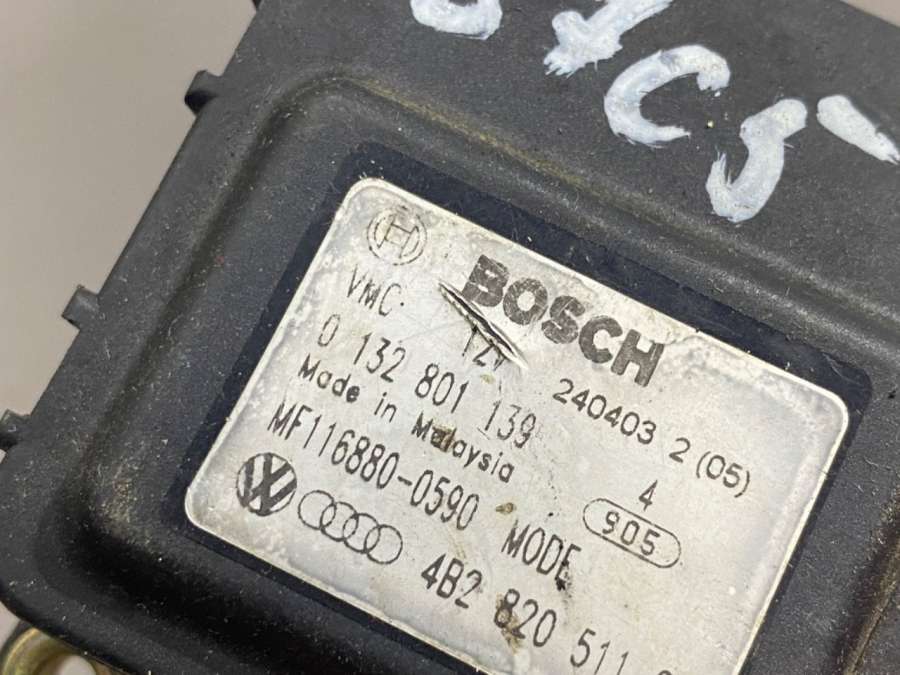 C5
BOSCH
VMC
12V 240403 2 (05)
0 132 801 139 4
Made in Malaysia 905
MF116880-0590 MODE
4B2 820 511